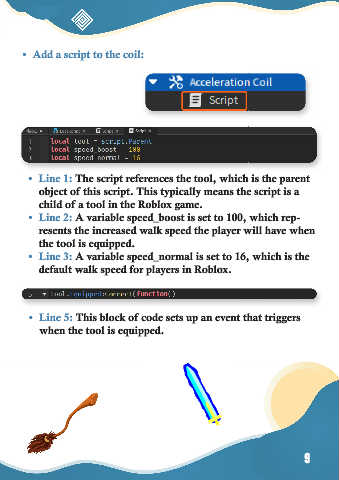 • Add a script to the coil:
Acceleration Coil
Script
Script ×
1 local tool = script.Parent
2 local speed_boost = 100
3 local speed_normal = 16
• Line 1: The script references the tool, which is the parent
object of this script. This typically means the script is a
child of a tool in the Roblox game.
• Line 2: A variable speed_boost is set to 100, which rep-
resents the increased walk speed the player will have when
the tool is equipped.
• Line 3: A variable speed_normal is set to 16, which is the
default walk speed for players in Roblox.
5 tool.Equipped:Connect(function()
• Line 5: This block of code sets up an event that triggers
when the tool is equipped.
9